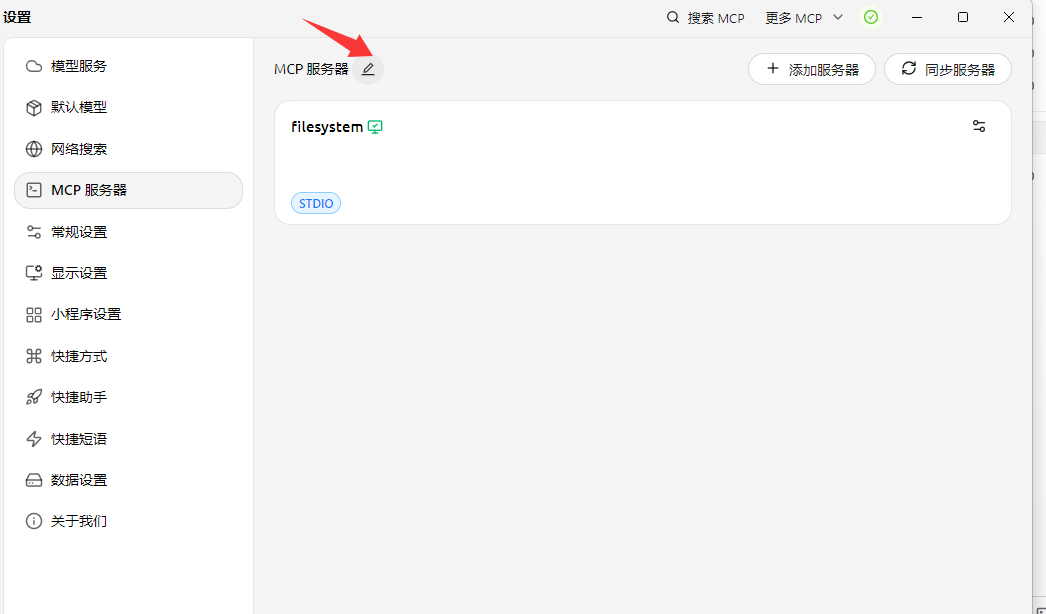 设置
搜索 MCP
更多 MCP
模型服务
默认模型
网络搜索
MCP 服务器
常规设置
显示设置
小程序设置
快捷方式
快捷助手
快捷短语
数据设置
关于我们
MCP 服务器
添加服务器
同步服务器
filesystem
STDIO